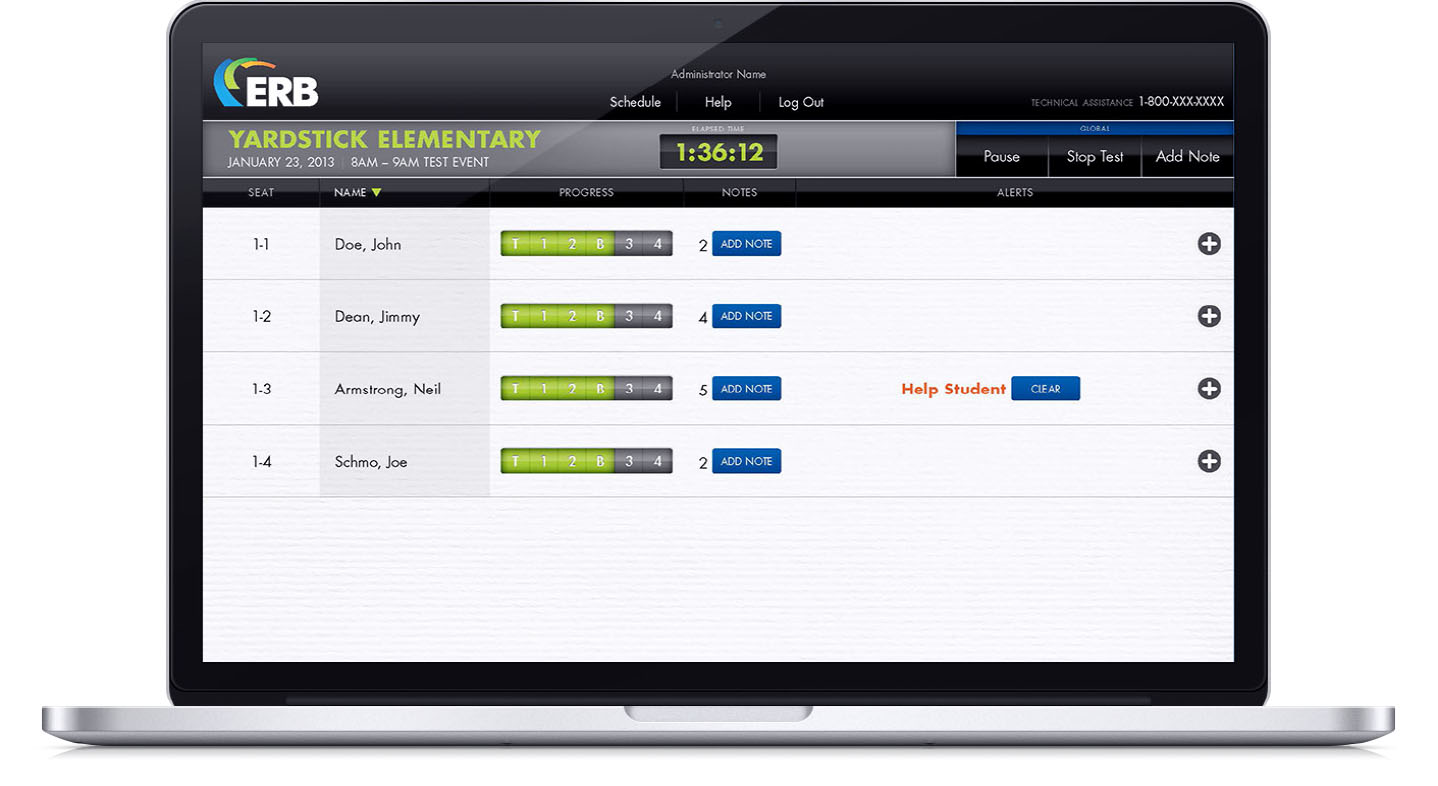 ERB
Administrator Name
Schedule Help Log Out
TECHNICAL ASSISTANCE 1-800-XXX-XXXX
YARDSTICK ELEMENTARY
JANUARY 23, 2013 | 8AM – 9AM TEST EVENT
ELAPSED TIME
1:36:12
GLOBAL
Pause Stop Test Add Note
SEAT NAME PROGRESS NOTES ALERTS
1-1 Doe, John T 1 2 B 3 4 2 ADD NOTE
1-2 Dean, Jimmy T 1 2 B 3 4 4 ADD NOTE
1-3 Armstrong, Neil T 1 2 B 3 4 5 ADD NOTE Help Student CLEAR
1-4 Schmo, Joe T 1 2 B 3 4 2 ADD NOTE